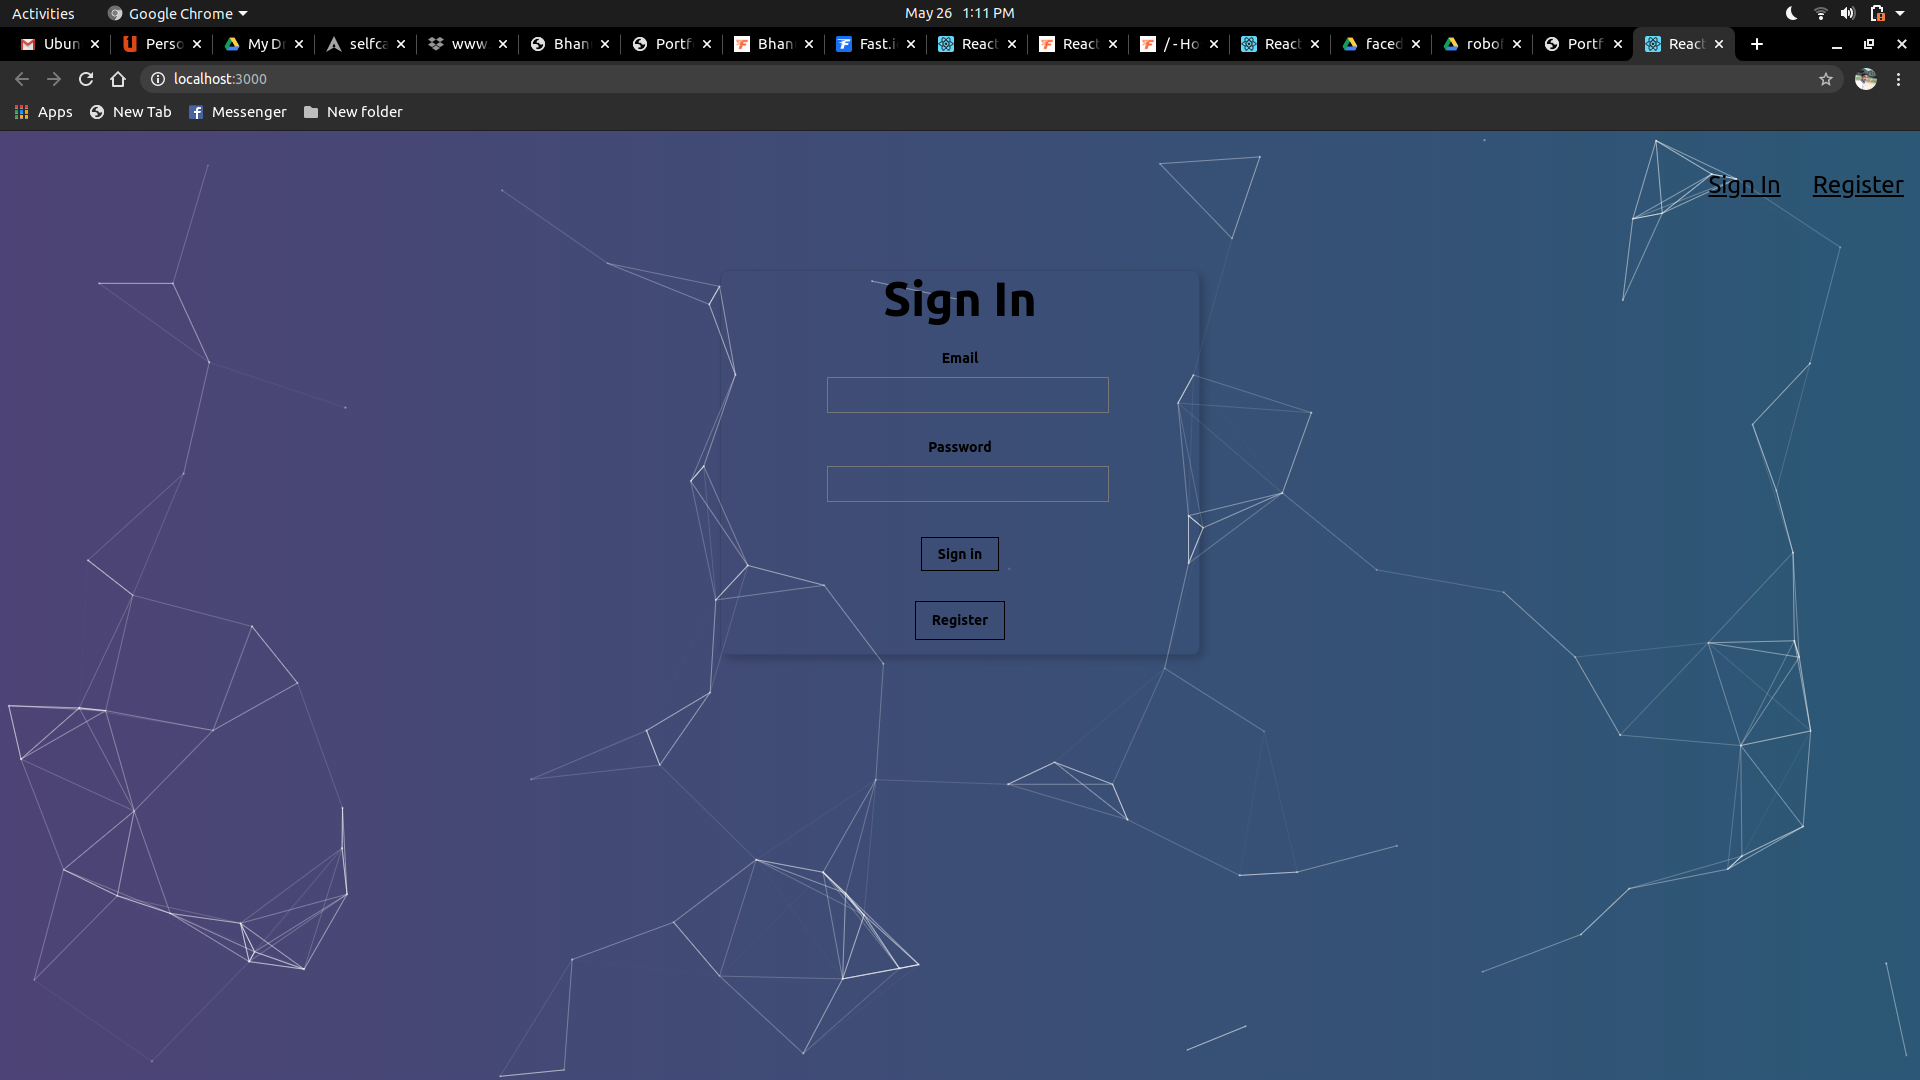 Activities Google Chrome May 26 1:11 PM
Ubun Perso My Dr selfca www Bhan Portf Bhan Fast.i React React / - Ho React faced robof Portf React
localhost:3000
Apps New Tab Messenger New folder
Sign In Register
Sign In
Email
Password
Sign in
Register